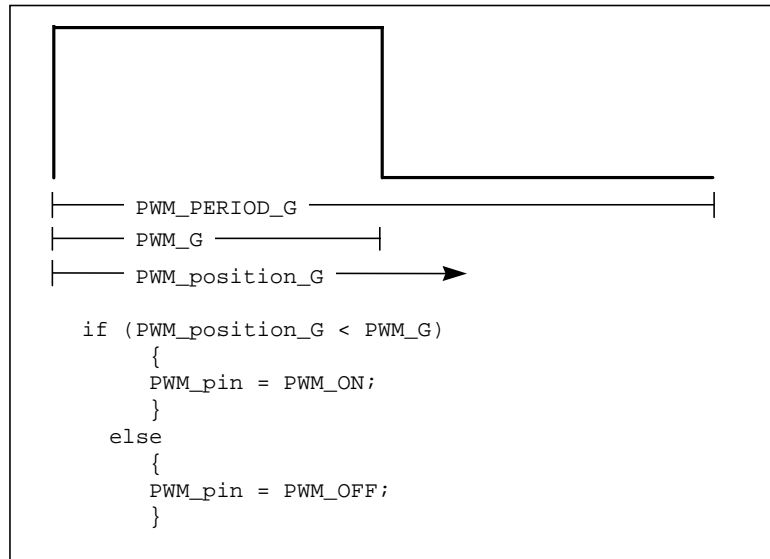 PWM_PERIOD_G
PWM_G
PWM_position_G
if (PWM_position_G < PWM_G)
{
PWM_pin = PWM_ON;
}
else
{
PWM_pin = PWM_OFF;
}